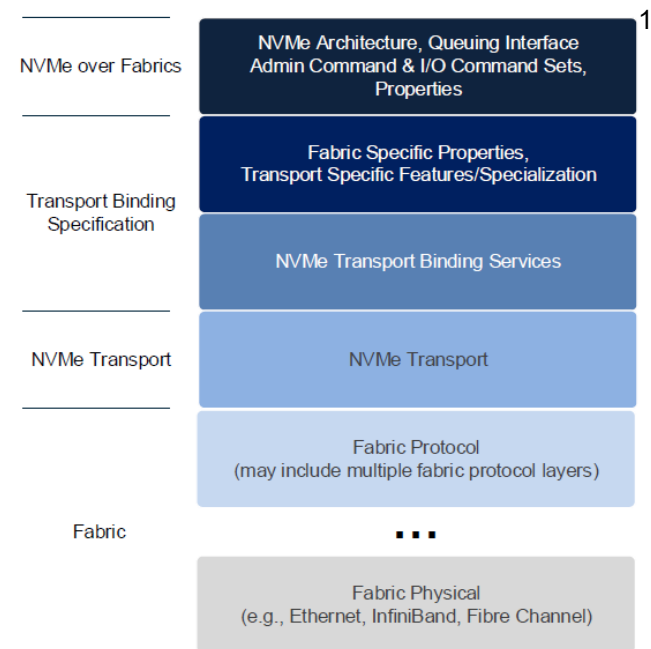 1
NVMe over Fabrics
NVMe Architecture, Queuing Interface
Admin Command & I/O Command Sets,
Properties
Transport Binding
Specification
Fabric Specific Properties,
Transport Specific Features/Specialization
NVMe Transport Binding Services
NVMe Transport
NVMe Transport
Fabric
Fabric Protocol
(may include multiple fabric protocol layers)
...
Fabric Physical
(e.g., Ethernet, InfiniBand, Fibre Channel)